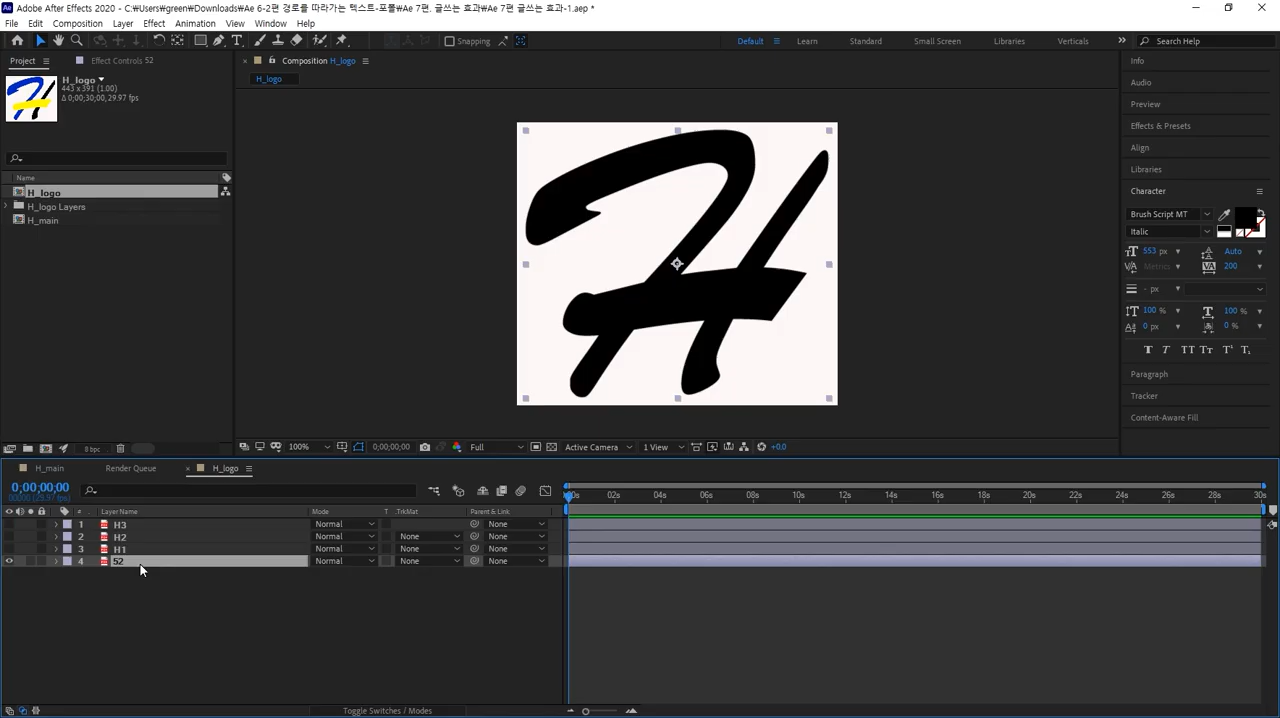 Adobe After Effects 2020 - C:₩Users₩green₩Downloads₩Ae 6-2편 경로를 따라가는 텍스트-포폴₩Ae 7편. 글쓰는 효과₩Ae 7편 글쓰는 효과-1.aep *
File Edit Composition Layer Effect Animation View Window Help
Snapping Default Learn Standard Small Screen Libraries Verticals Search Help
Project Effect Controls 52 Composition H_logo Info
H_logo
H_logo
443 x 391 (1.00)
Δ 0;00;30;00, 29.97 fps
Audio
Preview
Effects & Presets
Align
Libraries
Name
H_logo
H_logo Layers
H_main
Character
Brush Script MT
Italic
553 px Auto
Metrics 200
- px
100 % 100 %
0 px 0 %
T T TT Tr T¹ T₁
Paragraph
Tracker
Content-Aware Fill
8 bpc 100% 0;00;00;00 Full Active Camera 1 View +0.0
H_main Render Queue H_logo
0;00;00;00
00000 (29.97 fps)
02s 04s 06s 08s 10s 12s 14s 16s 18s 20s 22s 24s 26s 28s 30s
# Layer Name Mode T .TrkMat Parent & Link
1 H3 Normal None
2 H2 Normal None None
3 H1 Normal None None
4 52 Normal None None
Toggle Switches / Modes